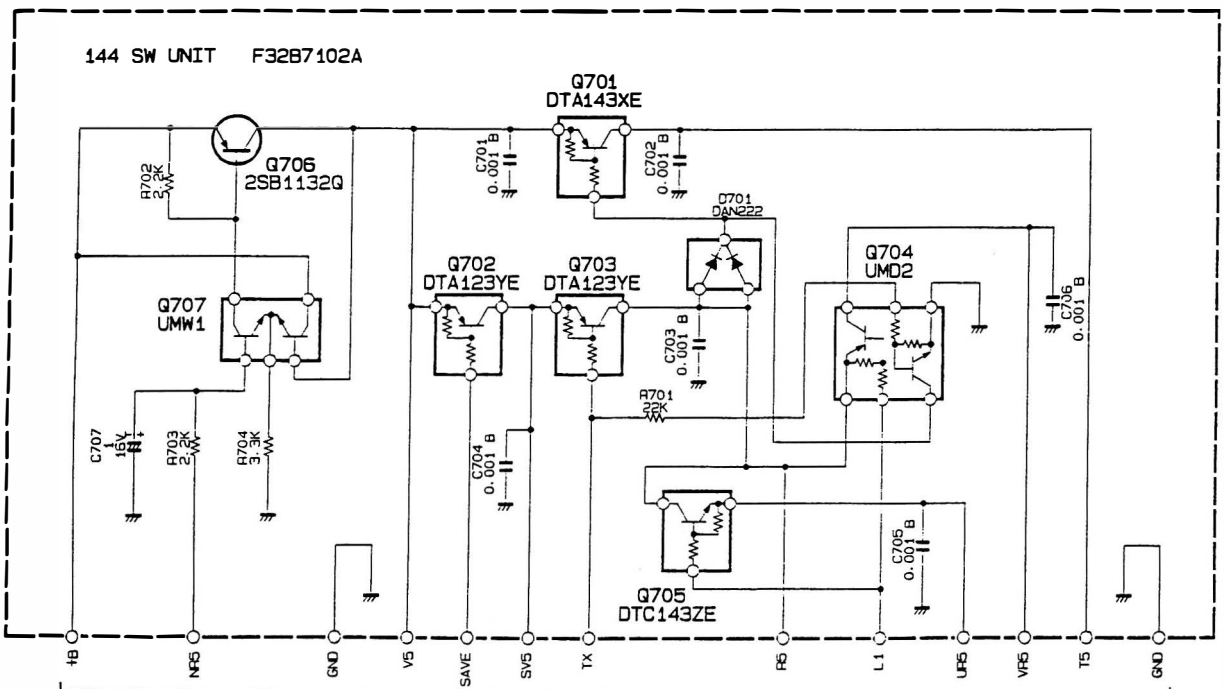 144 SW UNIT F32B7102A
Q701
DTA143XE
C701
0.001 B
C702
0.001 B
R702
2.2K
Q706
2SB1132Q
D701
DAN222
Q704
UMD2
Q702
DTA123YE
Q703
DTA123YE
Q707
UMW1
C706
0.001 B
C703
0.001 B
R701
22K
C707
1
16V
+
R703
2.2K
R704
3.3K
C704
0.001 B
C705
0.001 B
Q705
DTC143ZE
+B
NR5
GND
V5
SAVE
SV5
TX
R5
L1
UR5
VR5
T5
GND